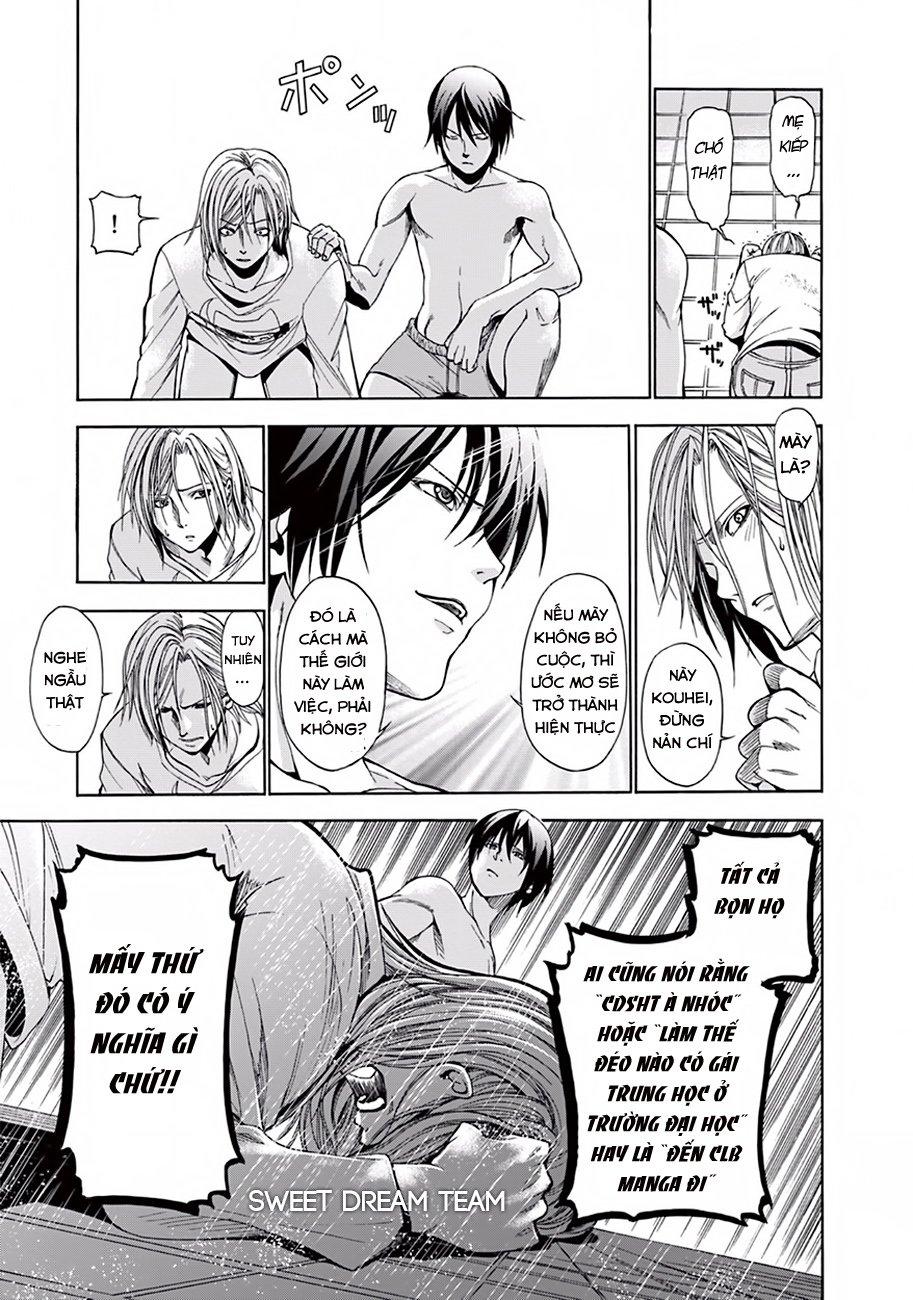 MẸ
KIẾP
...
CHÓ
THẬT
ザッ
ザッ
ポンッ
!
MÀY
LÀ?
NÀY
KOUHEI,
ĐỪNG
NẢN CHÍ
NẾU MÀY
KHÔNG BỎ
CUỘC, THÌ
ƯỚC MƠ SẼ
TRỞ THÀNH
HIỆN THỰC
ĐÓ LÀ
CÁCH MÀ
THẾ GIỚI
NÀY LÀM
VIỆC, PHẢI
KHÔNG?
TUY
NHIÊN
...
NGHE
NGẦU
THẬT
TẤT CẢ
BỌN HỌ
AI CŨNG NÓI RẰNG
"CDSHT À NHÓC"
HOẶC "LÀM THẾ
ĐÉO NÀO CÓ GÁI
TRUNG HỌC Ở
TRƯỜNG ĐẠI HỌC"
HAY LÀ "ĐẾN CLB
MANGA ĐI"
MẤY THỨ
ĐÓ CÓ Ý
NGHĨA GÌ
CHỨ!!
SWEET DREAM TEAM